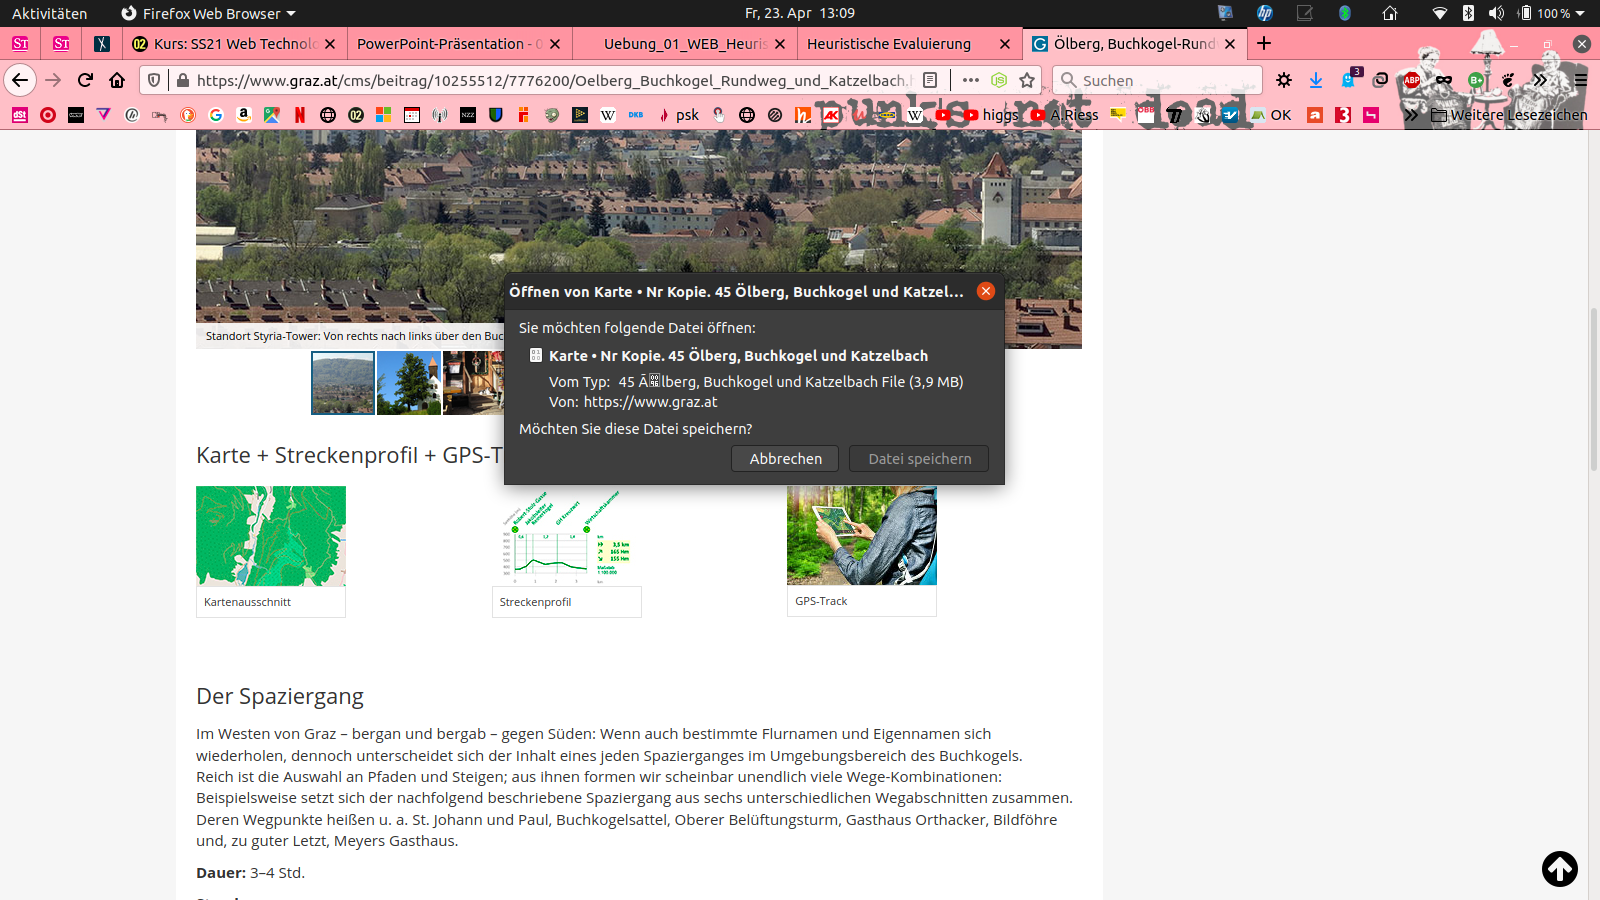 Aktivitäten
Firefox Web Browser
Fr, 23. Apr 13:09
100 %
Kurs: SS21 Web Technolo
PowerPoint-Präsentation - 0
Uebung_01_WEB_Heuris
Heuristische Evaluierung
Ölberg, Buchkogel-Rund
https://www.graz.at/cms/beitrag/10255512/7776200/Oelberg_Buchkogel_Rundweg_und_Katzelbach.h
Suchen
psk
higgs
A.Riess
OK
Weitere Lesezeichen
punk's not dead
Standort Styria-Tower: Von rechts nach links über den Buc
Öffnen von Karte • Nr Kopie. 45 Ölberg, Buchkogel und Katzel...
Sie möchten folgende Datei öffnen:
Karte • Nr Kopie. 45 Ölberg, Buchkogel und Katzelbach
Vom Typ: 45 Ãlberg, Buchkogel und Katzelbach File (3,9 MB)
Von: https://www.graz.at
Möchten Sie diese Datei speichern?
Abbrechen
Datei speichern
Karte + Streckenprofil + GPS-T
Kartenausschnitt
Streckenprofil
GPS-Track
Der Spaziergang
Im Westen von Graz – bergan und bergab – gegen Süden: Wenn auch bestimmte Flurnamen und Eigennamen sich
wiederholen, dennoch unterscheidet sich der Inhalt eines jeden Spazierganges im Umgebungsbereich des Buchkogels.
Reich ist die Auswahl an Pfaden und Steigen; aus ihnen formen wir scheinbar unendlich viele Wege-Kombinationen:
Beispielsweise setzt sich der nachfolgend beschriebene Spaziergang aus sechs unterschiedlichen Wegabschnitten zusammen.
Deren Wegpunkte heißen u. a. St. Johann und Paul, Buchkogelsattel, Oberer Belüftungsturm, Gasthaus Orthacker, Bildföhre
und, zu guter Letzt, Meyers Gasthaus.
Dauer: 3–4 Std.